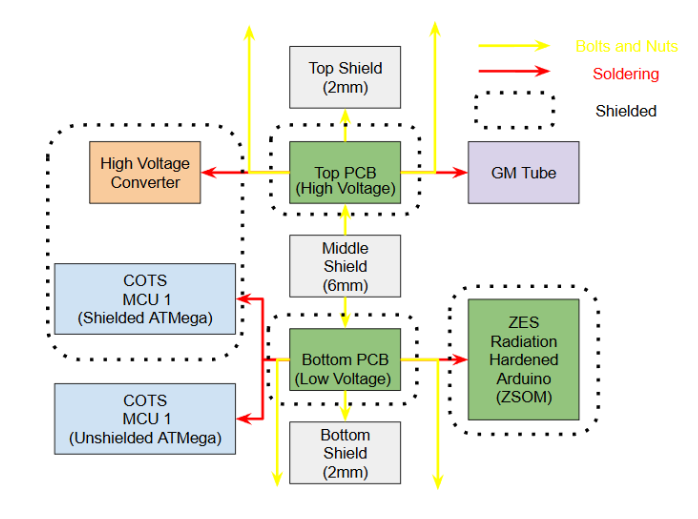 Bolts and Nuts
Soldering
Shielded
Top Shield
(2mm)
High Voltage
Converter
Top PCB
(High Voltage)
GM Tube
Middle
Shield
(6mm)
COTS
MCU 1
(Shielded ATMega)
Bottom PCB
(Low Voltage)
ZES
Radiation
Hardened
Arduino
(ZSOM)
COTS
MCU 1
(Unshielded ATMega)
Bottom
Shield
(2mm)